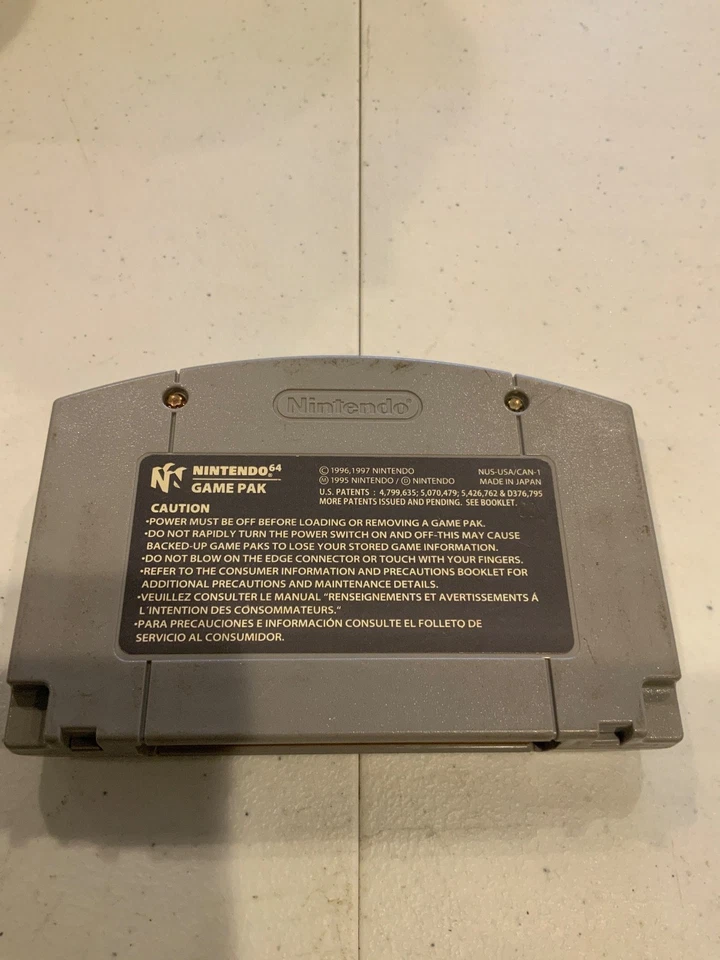 Nintendo®
NINTENDO®64
GAME PAK
©1996,1997 NINTENDO
Ⓜ 1995 NINTENDO / Ⓓ NINTENDO
NUS-USA/CAN-1
MADE IN JAPAN
U.S. PATENTS : 4,799,635; 5,070,479; 5,426,762 & D376,795
MORE PATENTS ISSUED AND PENDING. SEE BOOKLET.
CAUTION
•POWER MUST BE OFF BEFORE LOADING OR REMOVING A GAME PAK.
•DO NOT RAPIDLY TURN THE POWER SWITCH ON AND OFF-THIS MAY CAUSE
BACKED-UP GAME PAKS TO LOSE YOUR STORED GAME INFORMATION.
•DO NOT BLOW ON THE EDGE CONNECTOR OR TOUCH WITH YOUR FINGERS.
•REFER TO THE CONSUMER INFORMATION AND PRECAUTIONS BOOKLET FOR
ADDITIONAL PRECAUTIONS AND MAINTENANCE DETAILS.
•VEUILLEZ CONSULTER LE MANUAL "RENSEIGNEMENTS ET AVERTISSEMENTS Á
L'INTENTION DES CONSOMMATEURS."
•PARA PRECAUCIONES E INFORMACIÓN CONSULTE EL FOLLETO DE
SERVICIO AL CONSUMIDOR.